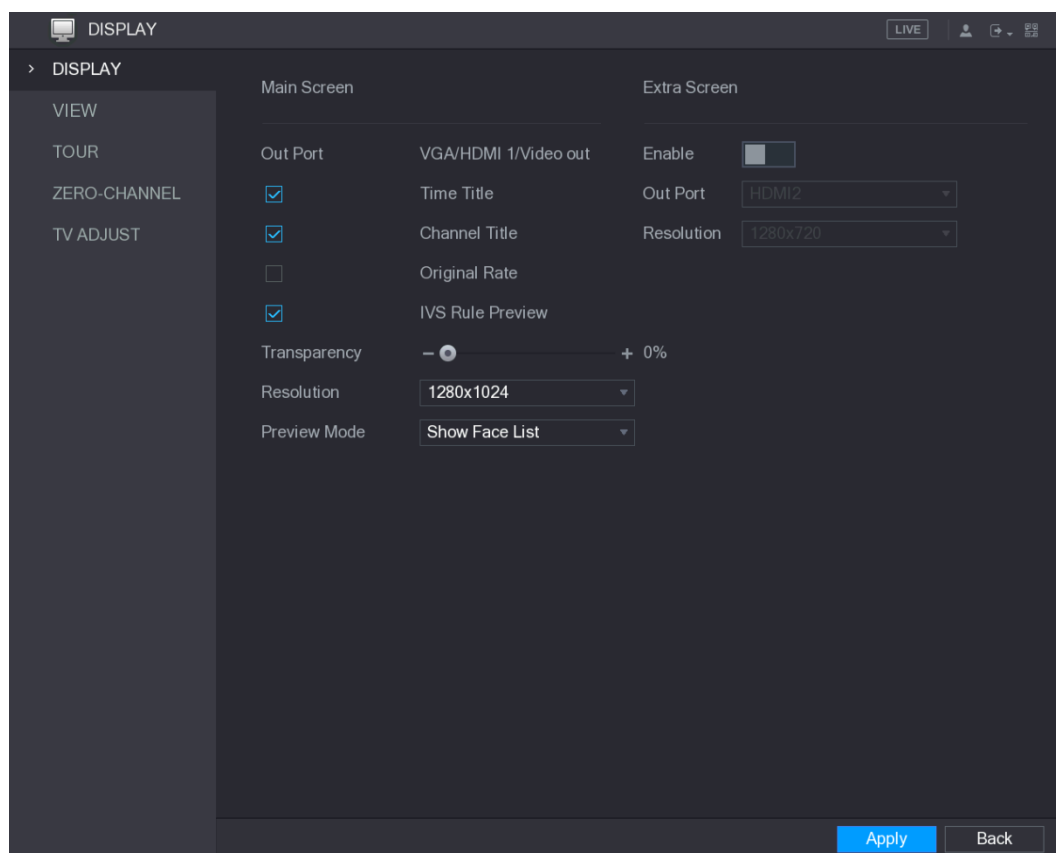 DISPLAY LIVE
DISPLAY
VIEW
TOUR
ZERO-CHANNEL
TV ADJUST
Main Screen Extra Screen
Out Port VGA/HDMI 1/Video out Enable
Time Title Out Port HDMI2
Channel Title Resolution 1280x720
Original Rate
IVS Rule Preview
Transparency 0%
Resolution 1280x1024
Preview Mode Show Face List
Apply Back